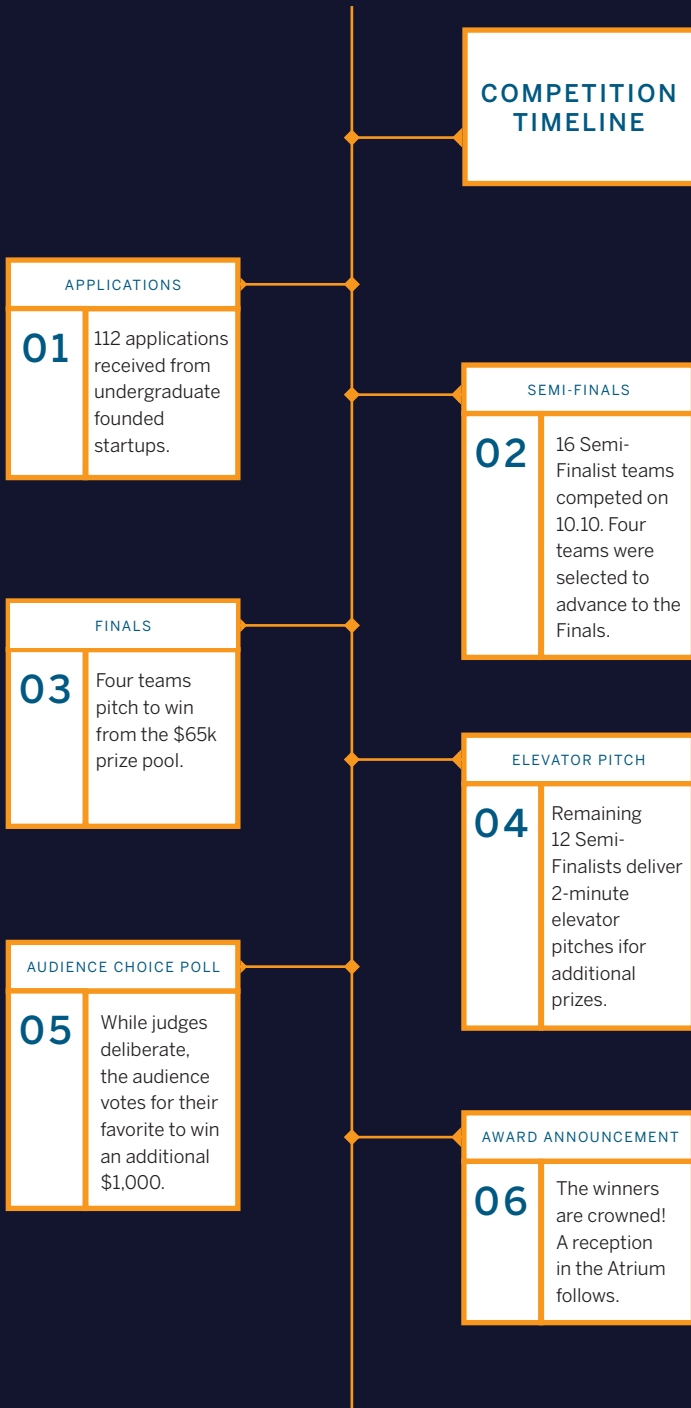 COMPETITION
TIMELINE
APPLICATIONS
01
112 applications
received from
undergraduate
founded
startups.
SEMI-FINALS
02
16 Semi-
Finalist teams
competed on
10.10. Four
teams were
selected to
advance to the
Finals.
FINALS
03
Four teams
pitch to win
from the $65k
prize pool.
ELEVATOR PITCH
04
Remaining
12 Semi-
Finalists deliver
2-minute
elevator
pitches ifor
additional
prizes.
AUDIENCE CHOICE POLL
05
While judges
deliberate,
the audience
votes for their
favorite to win
an additional
$1,000.
AWARD ANNOUNCEMENT
06
The winners
are crowned!
A reception
in the Atrium
follows.